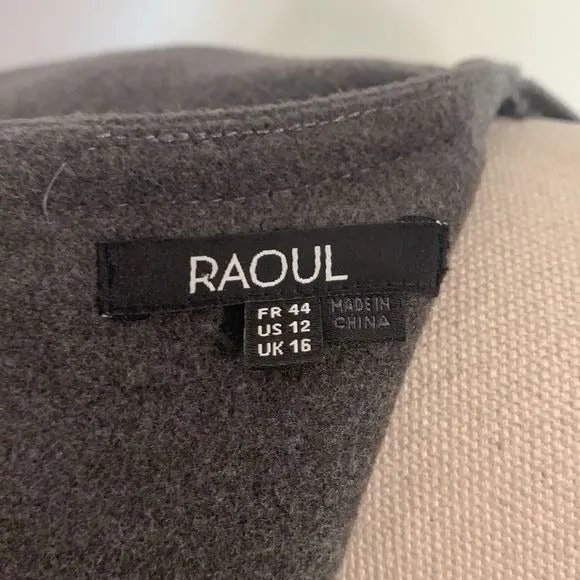 RAOUL
FR 44
US 12
UK 16
MADE IN
CHINA